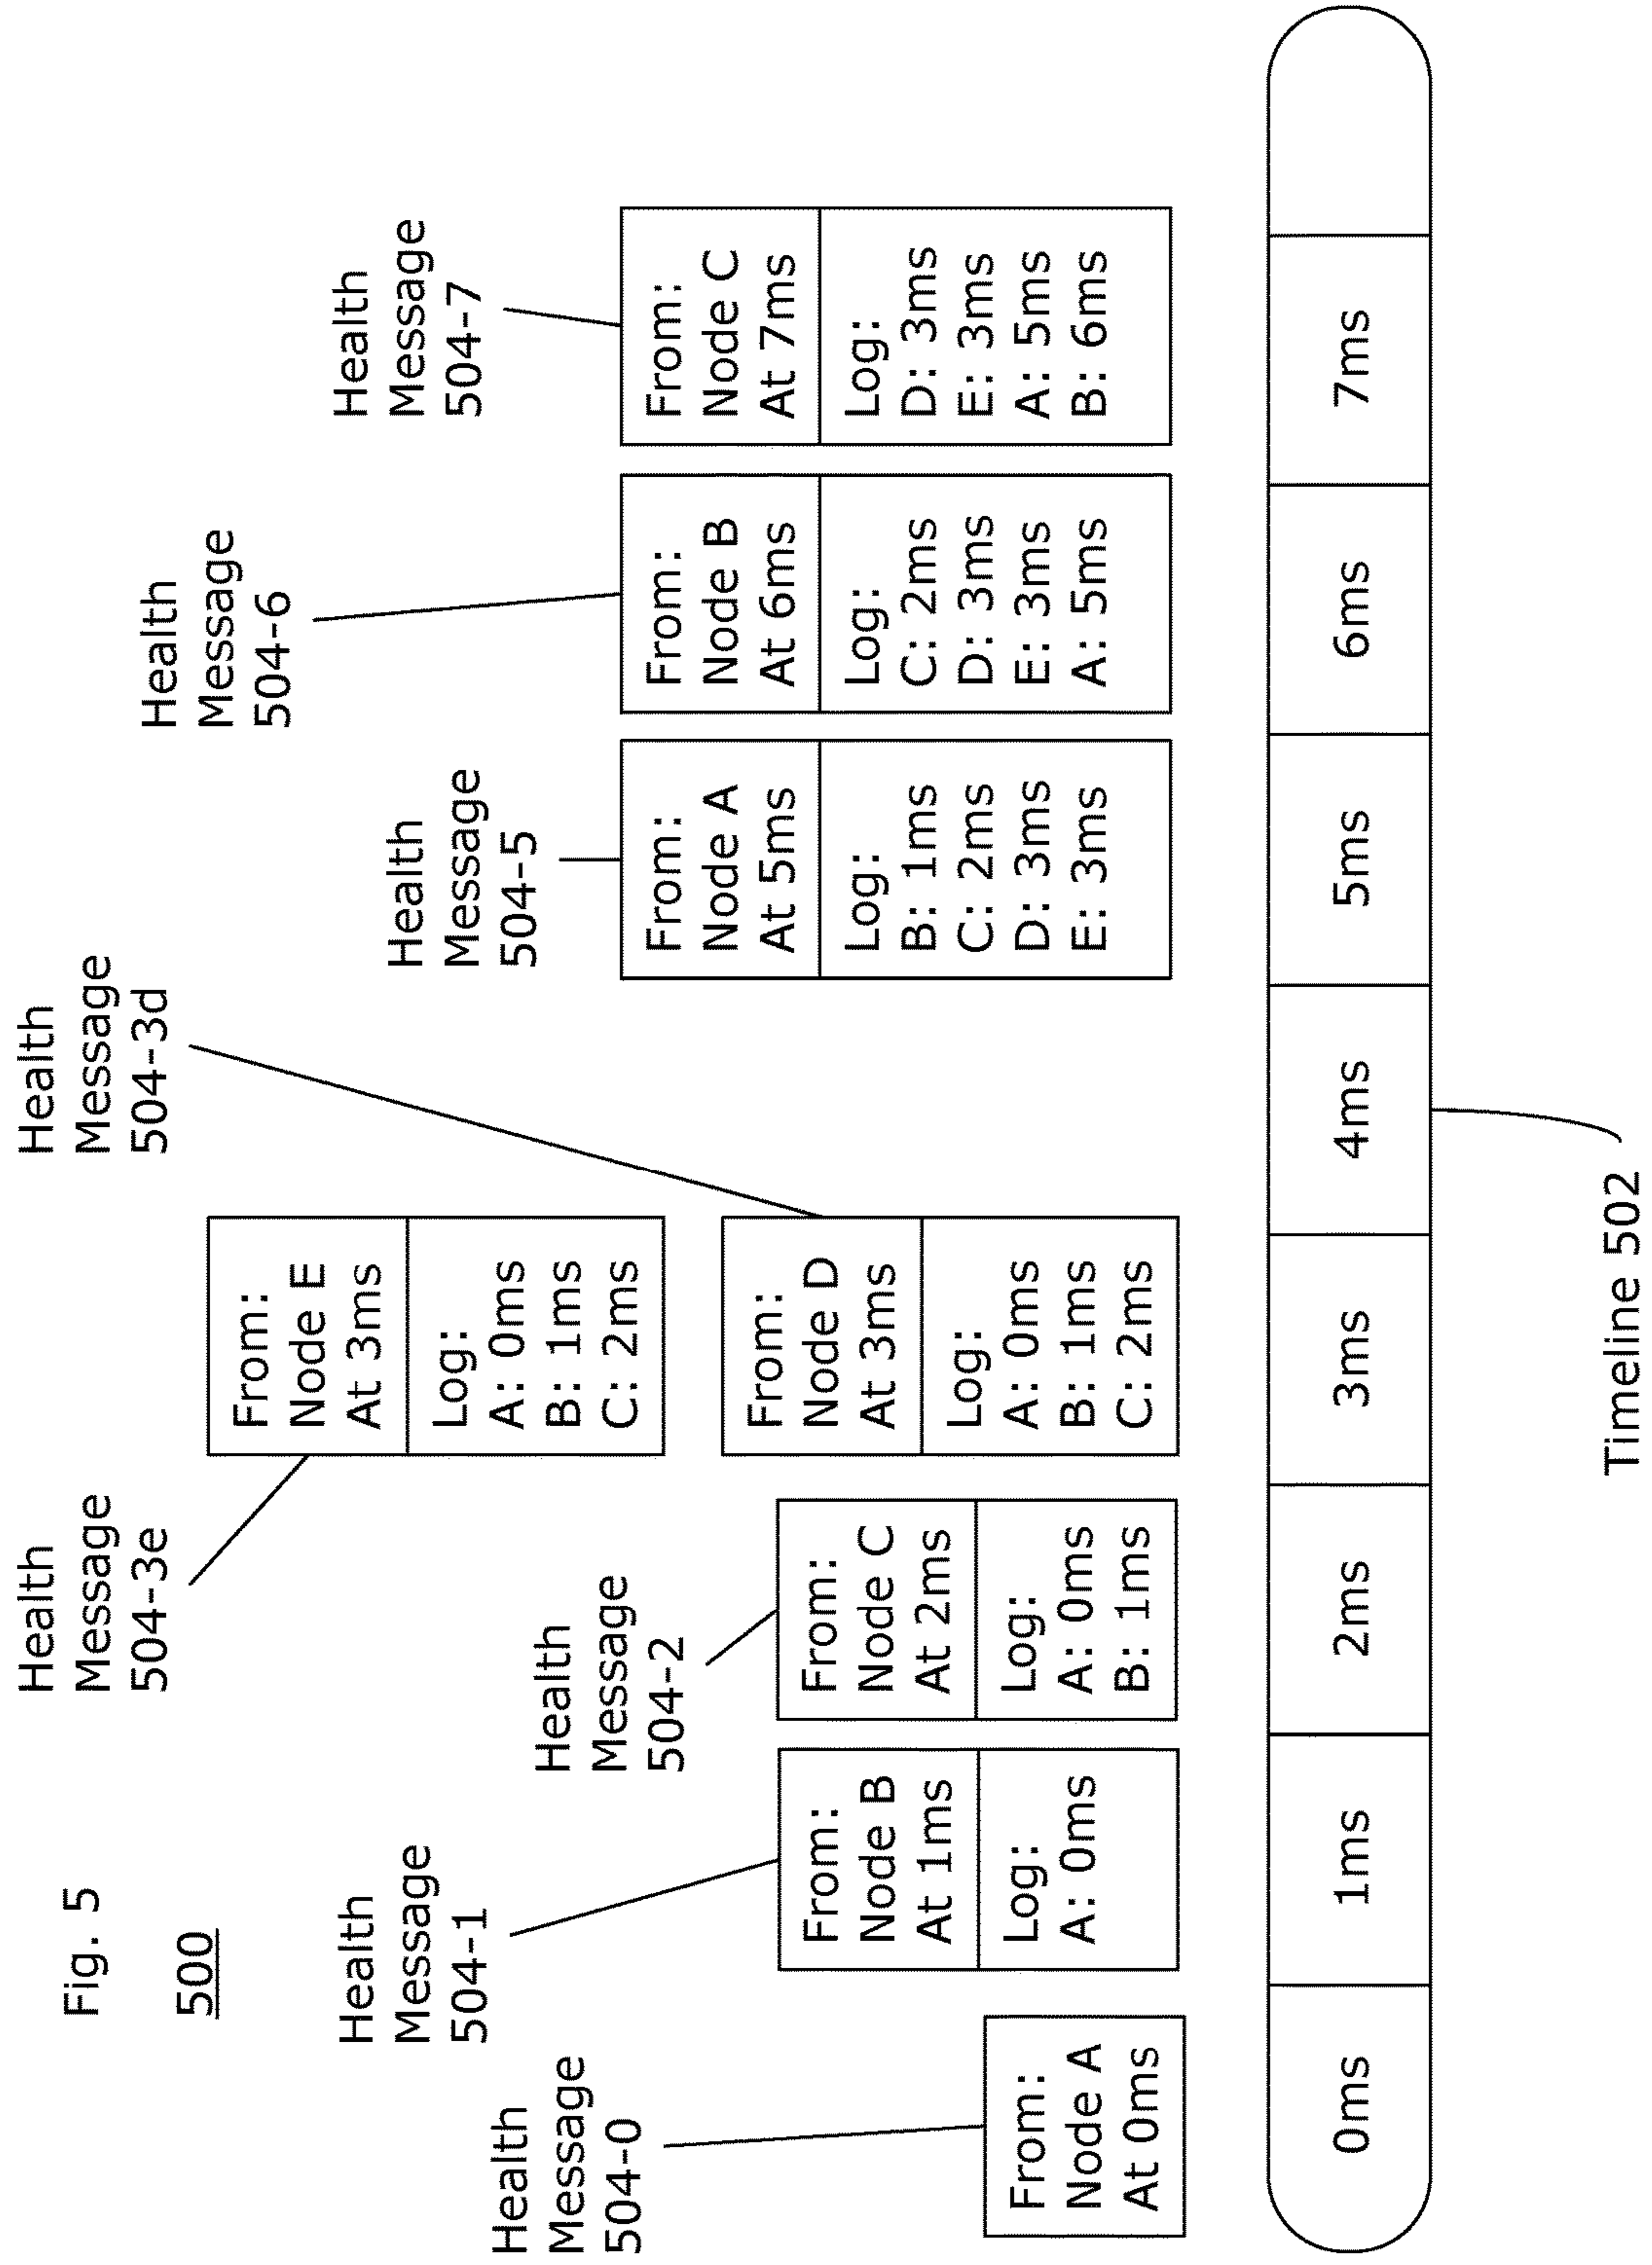 Fig. 5
500
Health
Message
504-0
From:
Node A
At 0ms
Health
Message
504-1
From:
Node B
At 1ms
Log:
A: 0ms
Health
Message
504-2
From:
Node C
At 2ms
Log:
A: 0ms
B: 1ms
Health
Message
504-3e
From:
Node E
At 3ms
Log:
A: 0ms
B: 1ms
C: 2ms
Health
Message
504-3d
From:
Node D
At 3ms
Log:
A: 0ms
B: 1ms
C: 2ms
Health
Message
504-5
From:
Node A
At 5ms
Log:
B: 1ms
C: 2ms
D: 3ms
E: 3ms
Health
Message
504-6
From:
Node B
At 6ms
Log:
C: 2ms
D: 3ms
E: 3ms
A: 5ms
Health
Message
504-7
From:
Node C
At 7ms
Log:
D: 3ms
E: 3ms
A: 5ms
B: 6ms
0ms
1ms
2ms
3ms
4ms
5ms
6ms
7ms
Timeline 502